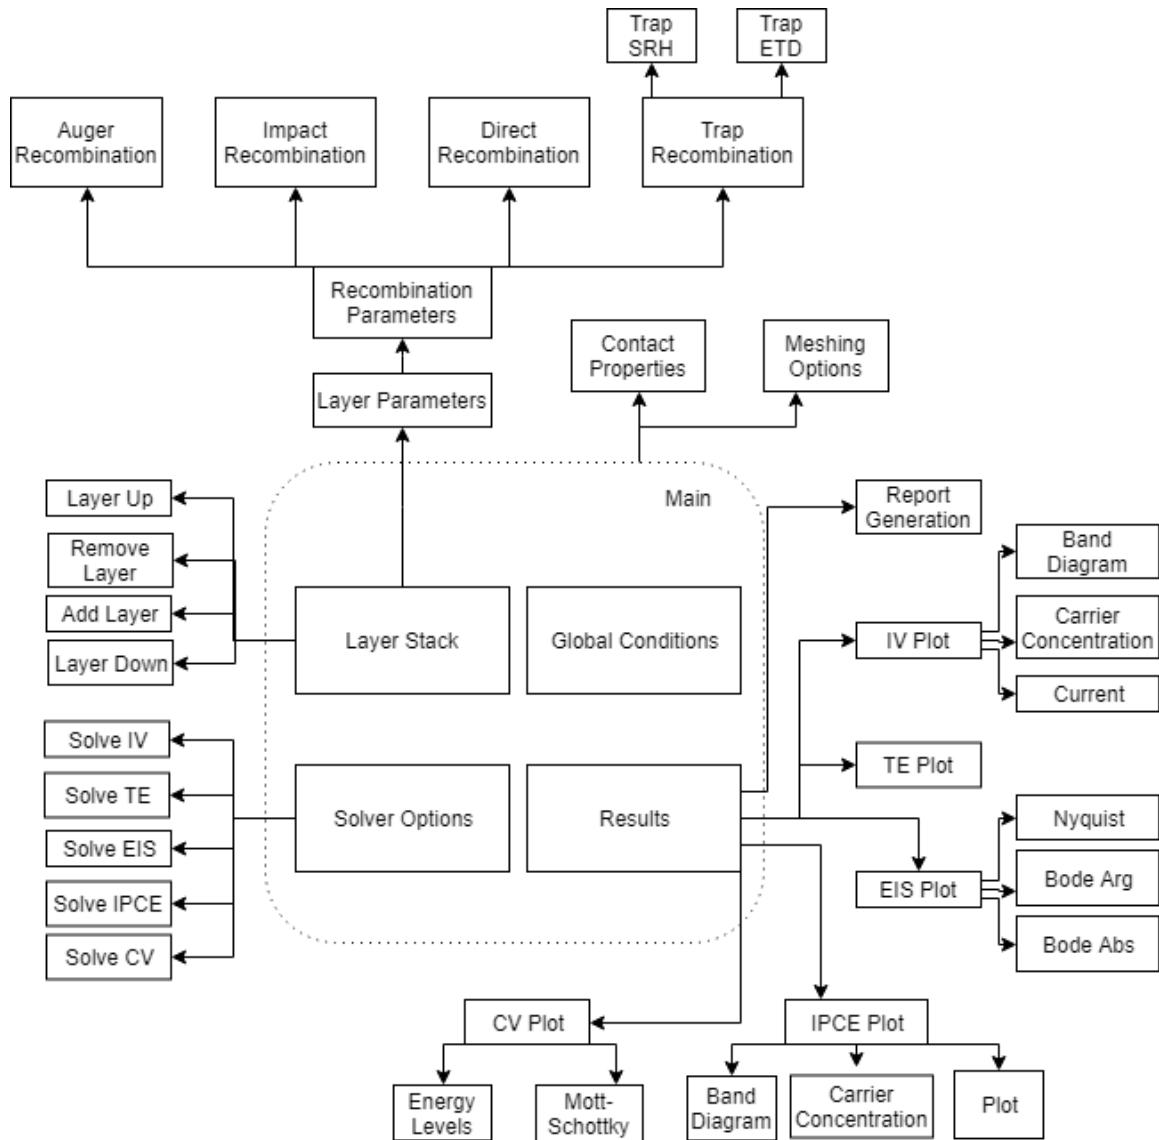 Trap
SRH
Trap
ETD
Auger
Recombination
Impact
Recombination
Direct
Recombination
Trap
Recombination
Recombination
Parameters
Contact
Properties
Meshing
Options
Layer Parameters
Main
Layer Up
Remove
Layer
Add Layer
Layer Down
Report
Generation
Band
Diagram
Layer Stack
Global Conditions
IV Plot
Carrier
Concentration
Current
Solve IV
Solve TE
Solve EIS
Solve IPCE
Solve CV
Solver Options
Results
TE Plot
EIS Plot
Nyquist
Bode Arg
Bode Abs
CV Plot
IPCE Plot
Energy
Levels
Mott-
Schottky
Band
Diagram
Carrier
Concentration
Plot